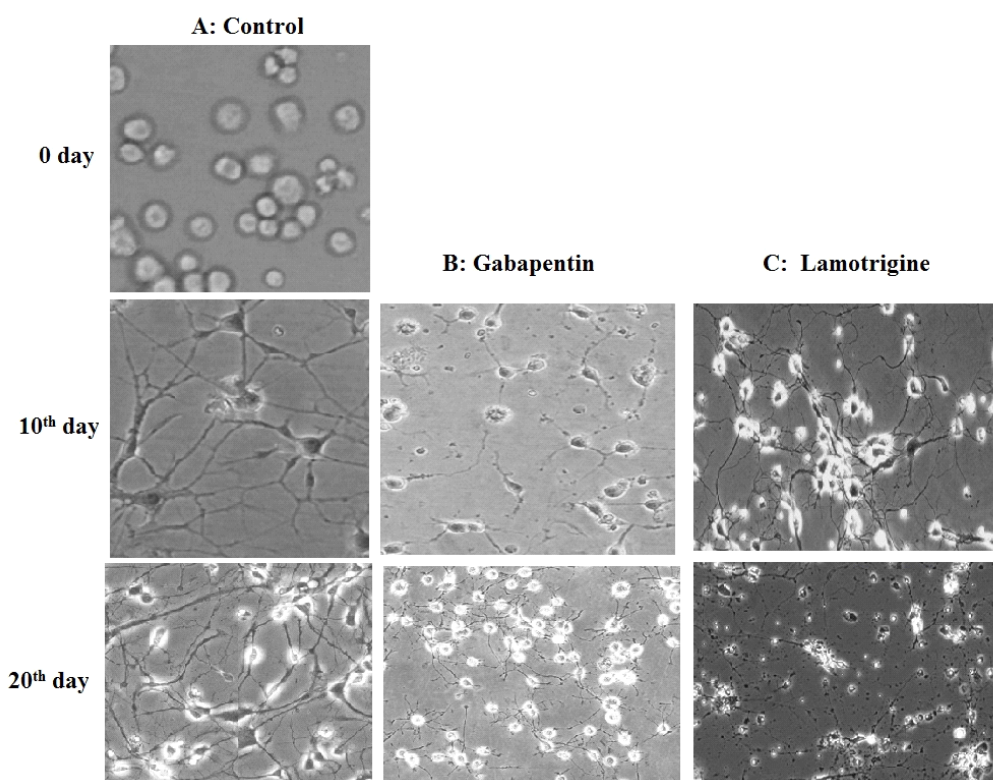 A: Control
0 day
B: Gabapentin
C: Lamotrigine
10th day
20th day